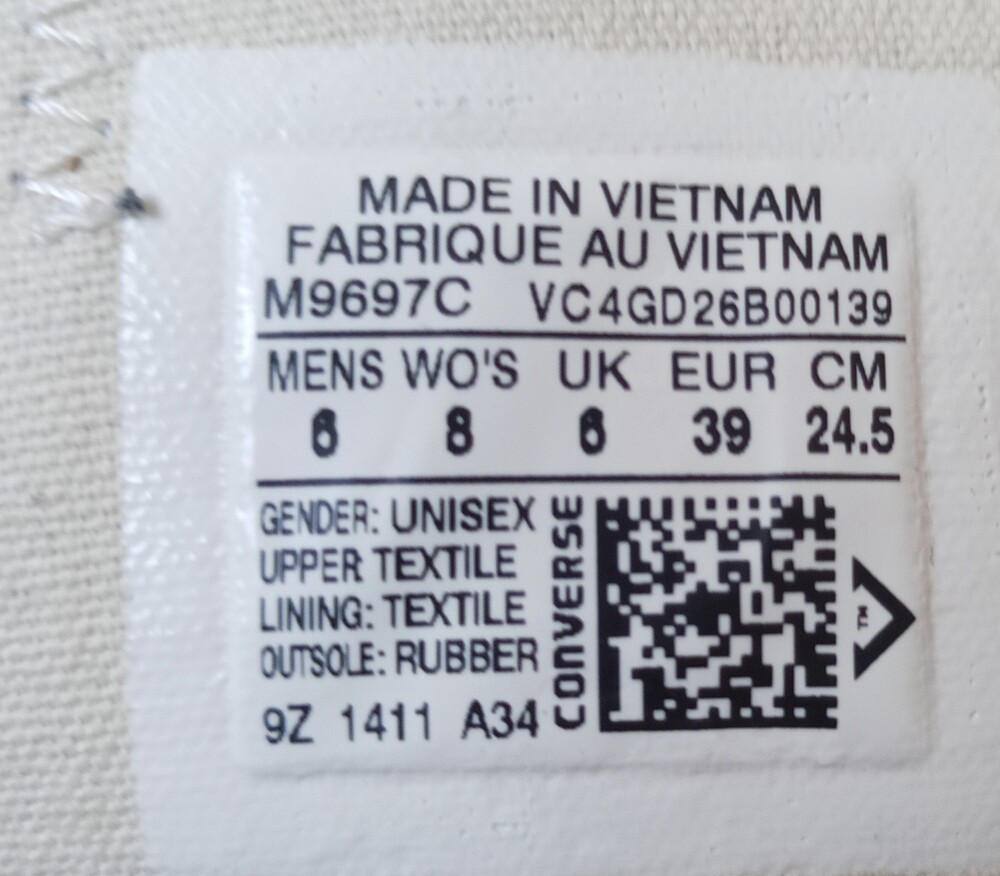 MADE IN VIETNAM
FABRIQUE AU VIETNAM
M9697C VC4GD26B00139
MENS WO'S UK EUR CM
6 8 6 39 24.5
GENDER: UNISEX
UPPER TEXTILE
LINING: TEXTILE
OUTSOLE: RUBBER
9Z 1411 A34
CONVERSE
TM